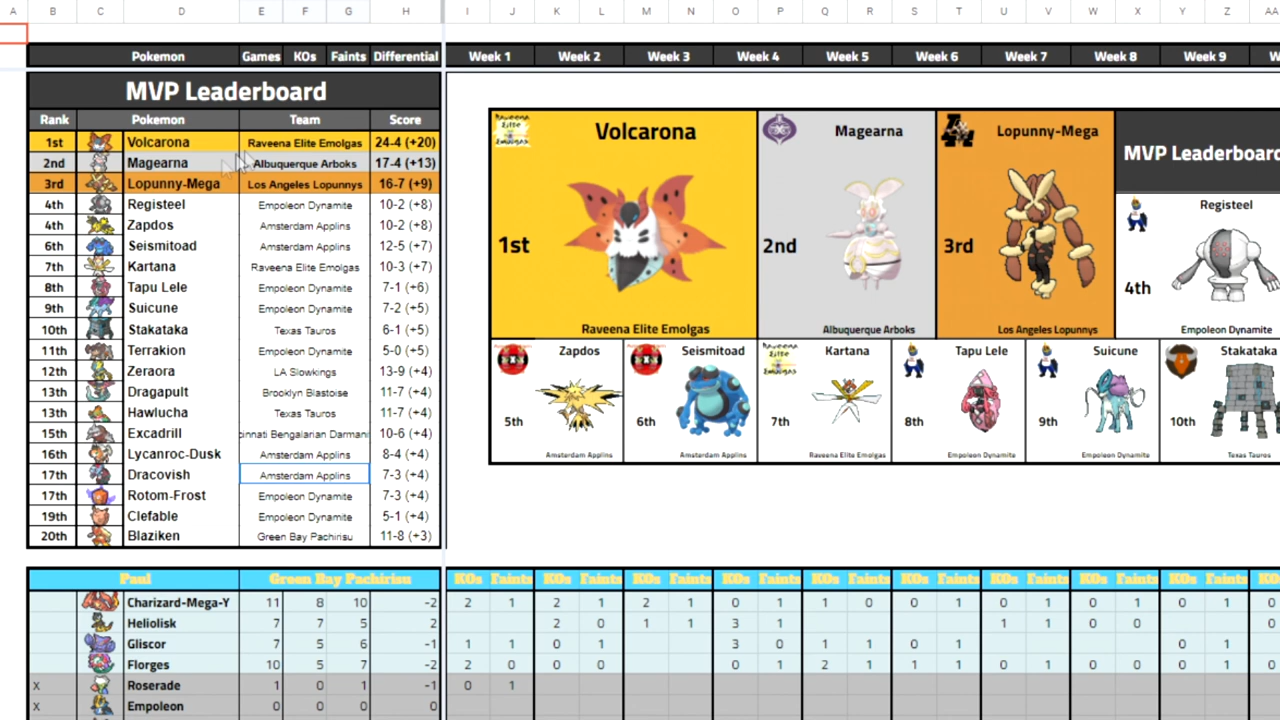 A B C D E F G H I J K L M N O P Q R S T U V W X Y Z AA
Pokemon Games KOs Faints Differential Week 1 Week 2 Week 3 Week 4 Week 5 Week 6 Week 7 Week 8 Week 9
MVP Leaderboard
Rank Pokemon Team Score
1st Volcarona Raveena Elite Emolgas 24-4 (+20)
2nd Magearna Albuquerque Arboks 17-4 (+13)
3rd Lopunny-Mega Los Angeles Lopunnys 16-7 (+9)
4th Registeel Empoleon Dynamite 10-2 (+8)
4th Zapdos Amsterdam Applins 10-2 (+8)
6th Seismitoad Amsterdam Applins 12-5 (+7)
7th Kartana Raveena Elite Emolgas 10-3 (+7)
8th Tapu Lele Empoleon Dynamite 7-1 (+6)
9th Suicune Empoleon Dynamite 7-2 (+5)
10th Stakataka Texas Tauros 6-1 (+5)
11th Terrakion Empoleon Dynamite 5-0 (+5)
12th Zeraora LA Slowkings 13-9 (+4)
13th Dragapult Brooklyn Blastoise 11-7 (+4)
13th Hawlucha Texas Tauros 11-7 (+4)
15th Excadrill cinnati Bengalarian Darmani 10-6 (+4)
16th Lycanroc-Dusk Amsterdam Applins 8-4 (+4)
17th Dracovish Amsterdam Applins 7-3 (+4)
17th Rotom-Frost Empoleon Dynamite 7-3 (+4)
19th Clefable Empoleon Dynamite 5-1 (+4)
20th Blaziken Green Bay Pachirisu 11-8 (+3)
Raveena Elite Emolgas
Volcarona
1st
Raveena Elite Emolgas
Magearna
2nd
Albuquerque Arboks
Lopunny-Mega
3rd
Los Angeles Lopunnys
MVP Leaderboard
Registeel
4th
Empoleon Dynamite
Zapdos
5th
Amsterdam Applins
Seismitoad
6th
Amsterdam Applins
Raveena Elite Emolgas
Kartana
7th
Raveena Elite Emolgas
Tapu Lele
8th
Empoleon Dynamite
Suicune
9th
Empoleon Dynamite
Stakataka
10th
Texas Tauros
Paul Green Bay Pachirisu KOs Faints KOs Faints KOs Faints KOs Faints KOs Faints KOs Faints KOs Faints KOs Faints KOs Faints KOs
Charizard-Mega-Y 11 8 10 -2 2 1 2 1 2 1 0 1 1 0 0 1 0 1 0 1 0 1 0
Heliolisk 7 7 5 2 2 0 1 1 3 1 1 1 0 0 0
Gliscor 7 5 6 -1 1 1 0 1 3 0 1 1 0 1 0 1
Florges 10 5 7 -2 2 0 0 0 0 1 2 1 1 1 0 1 0 0 0 1 0
X Roserade 1 0 1 -1 0 1
X Empoleon 0 0 0 0